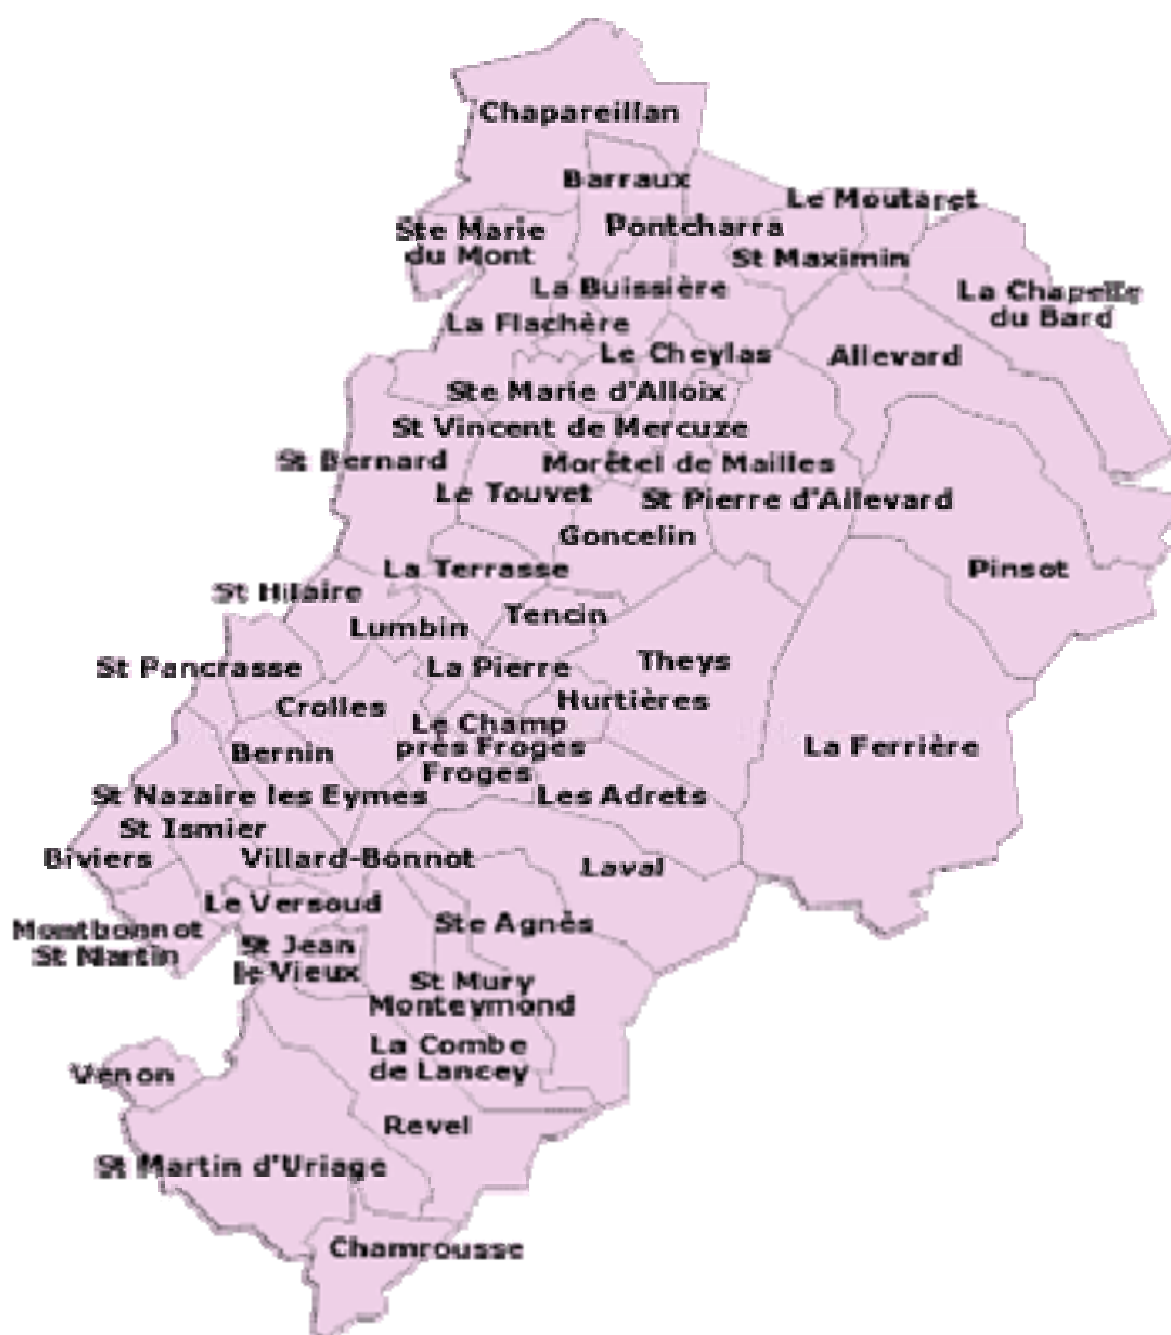 Chapareillan
Barraux
Le Moutaret
Pontcharra
Ste Marie
du Mont
St Maximin
La Buissière
La Chapelle
du Bard
La Flachère
Le Cheylas
Allevard
Ste Marie d'Alloix
St Vincent de Mercuze
St Bernard
Morêtel de Mailles
Le Touvet
St Pierre d'Allevard
Goncelin
La Terrasse
Pinsot
St Hilaire
Tencin
Lumbin
St Pancrasse
La Pierre
Theys
Hurtières
Crolles
Le Champ
près Froges
Bernin
La Ferrière
Froges
St Nazaire les Eymes
Les Adrets
St Ismier
Biviers
Villard-Bonnot
Laval
Le Versoud
Ste Agnès
Montbonnot
St Martin
St Jean
le Vieux
St Mury
Monteymond
La Combe
de Lancey
Venon
Revel
St Martin d'Uriage
Chamrousse